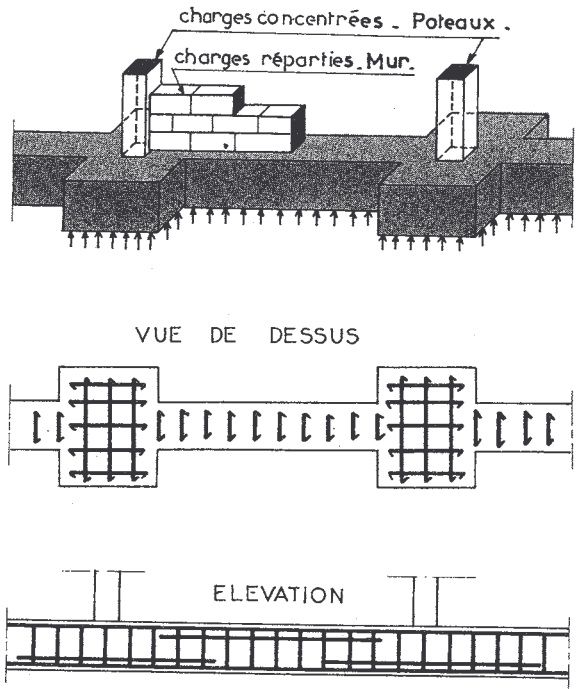 charges concentrées - Poteaux.
charges réparties - Mur.
VUE DE DESSUS
ELEVATION